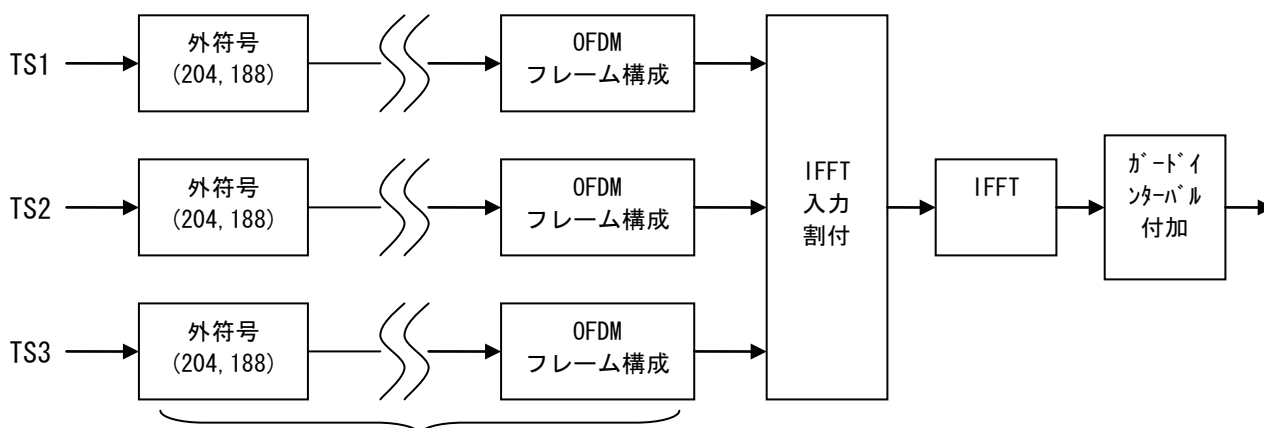 TS1
外符号
(204, 188)
OFDM
フレーム構成
TS2
外符号
(204, 188)
OFDM
フレーム構成
TS3
外符号
(204, 188)
OFDM
フレーム構成
IFFT
入力
割付
IFFT
ｶﾞｰﾄﾞｲ
ﾝﾀｰﾊﾞﾙ
付加